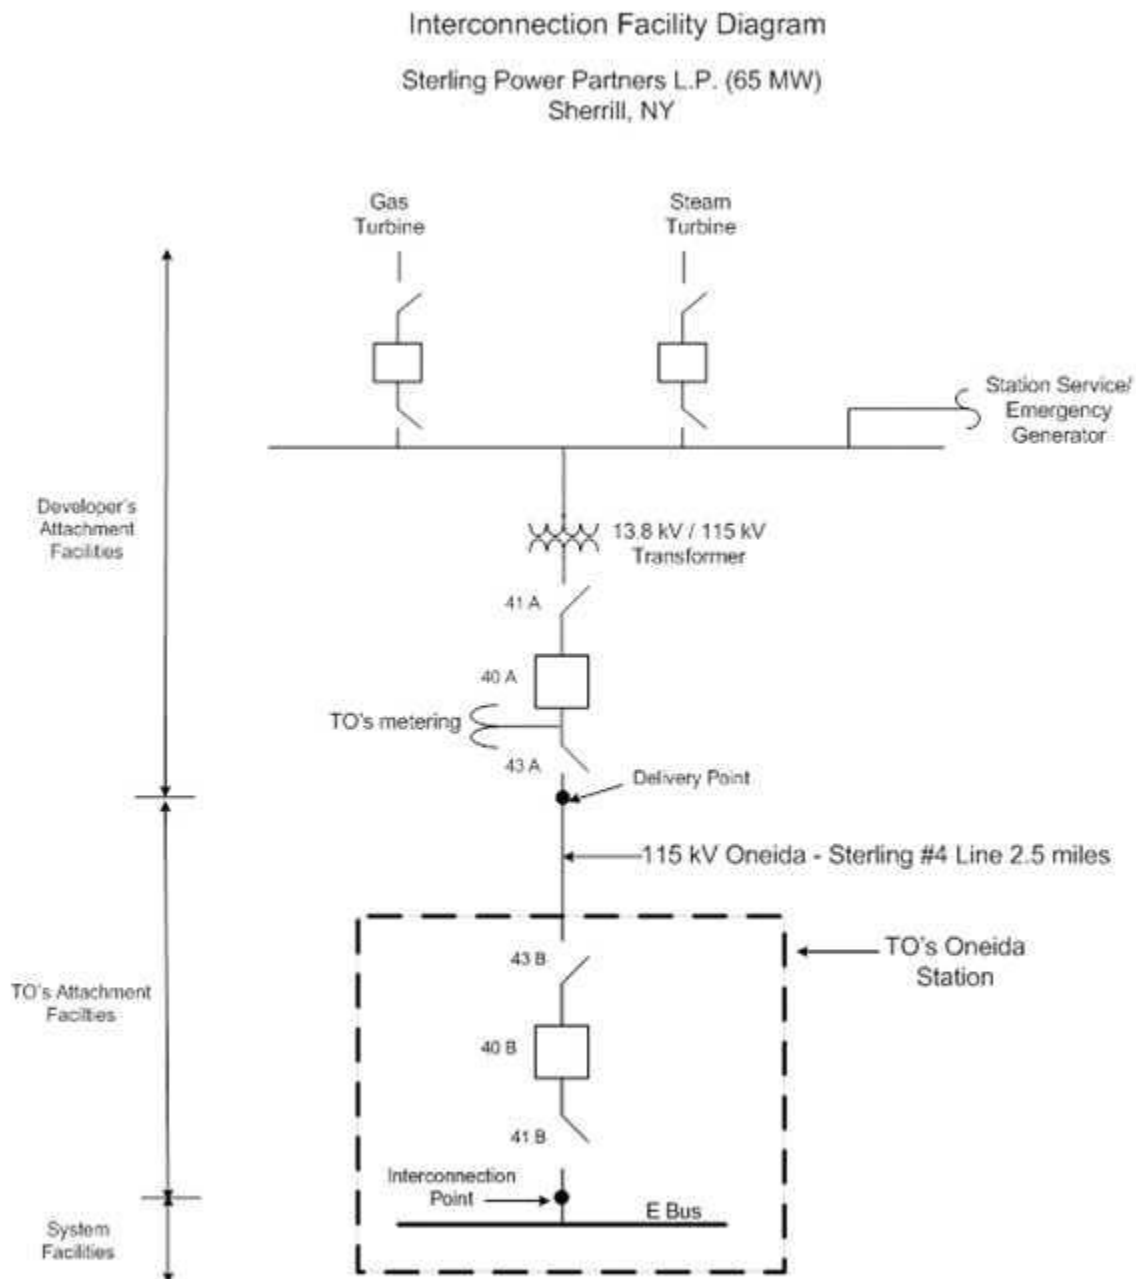 Interconnection Facility Diagram
Sterling Power Partners L.P. (65 MW)
Sherrill, NY
Gas
Turbine
Steam
Turbine
Station Service/
Emergency
Generator
Developer's
Attachment
Facilities
13.8 kV / 115 kV
Transformer
41 A
40 A
TO's metering
43 A
Delivery Point
115 kV Oneida - Sterling #4 Line 2.5 miles
TO's Oneida
Station
43 B
TO's Attachment
Facilties
40 B
41 B
Interconnection
Point
E Bus
System
Facilities